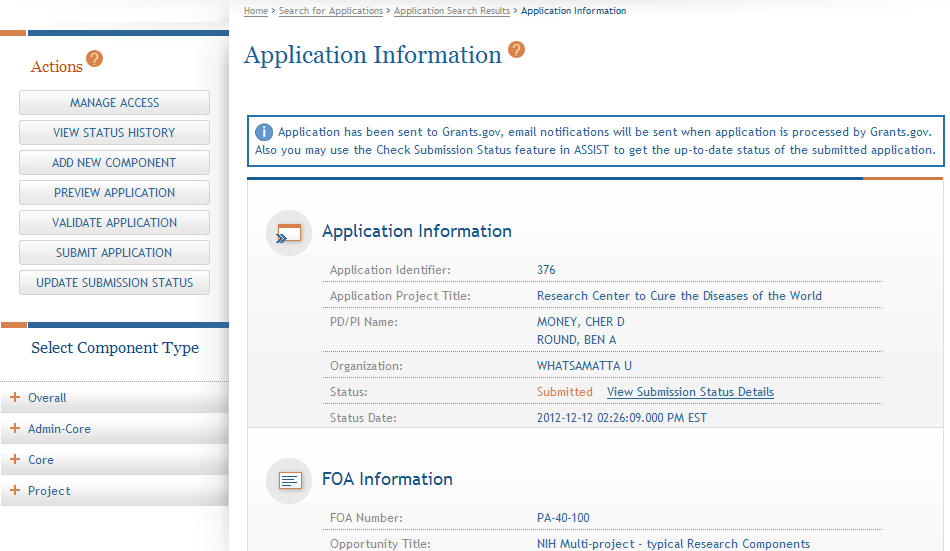 Home > Search for Applications > Application Search Results > Application Information
Actions ?
MANAGE ACCESS
VIEW STATUS HISTORY
ADD NEW COMPONENT
PREVIEW APPLICATION
VALIDATE APPLICATION
SUBMIT APPLICATION
UPDATE SUBMISSION STATUS
Select Component Type
+ Overall
+ Admin-Core
+ Core
+ Project
Application Information ?
i Application has been sent to Grants.gov, email notifications will be sent when application is processed by Grants.gov.
Also you may use the Check Submission Status feature in ASSIST to get the up-to-date status of the submitted application.
Application Information
Application Identifier: 376
Application Project Title: Research Center to Cure the Diseases of the World
PD/PI Name: MONEY, CHER D
ROUND, BEN A
Organization: WHATSAMATTA U
Status: Submitted View Submission Status Details
Status Date: 2012-12-12 02:26:09.000 PM EST
FOA Information
FOA Number: PA-40-100
Opportunity Title: NIH Multi-project - typical Research Components